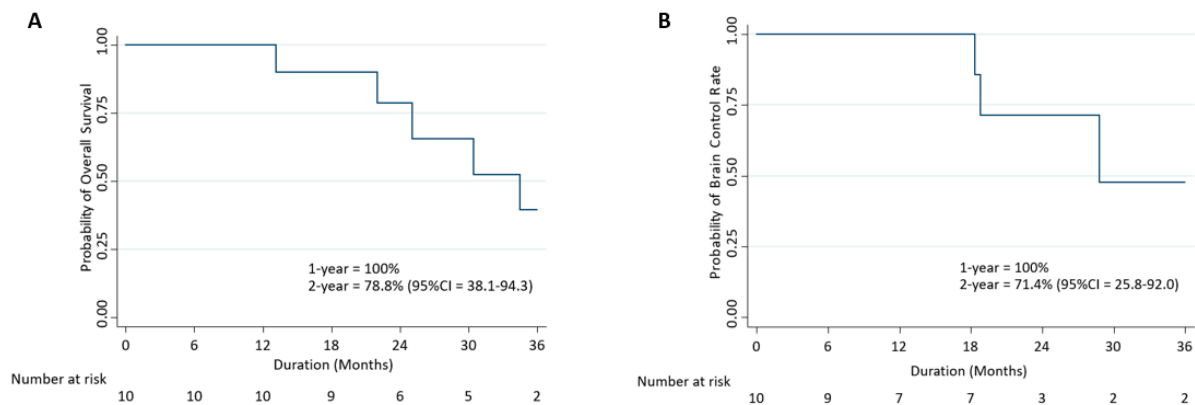 A
Probability of Overall Survival
1.00
0.75
0.50
0.25
0.00
1-year = 100%
2-year = 78.8% (95%CI = 38.1-94.3)
0 6 12 18 24 30 36
Duration (Months)
Number at risk
10 10 10 9 6 5 2
B
Probability of Brain Control Rate
1.00
0.75
0.50
0.25
0.00
1-year = 100%
2-year = 71.4% (95%CI = 25.8-92.0)
0 6 12 18 24 30 36
Duration (Months)
Number at risk
10 9 7 7 3 2 2